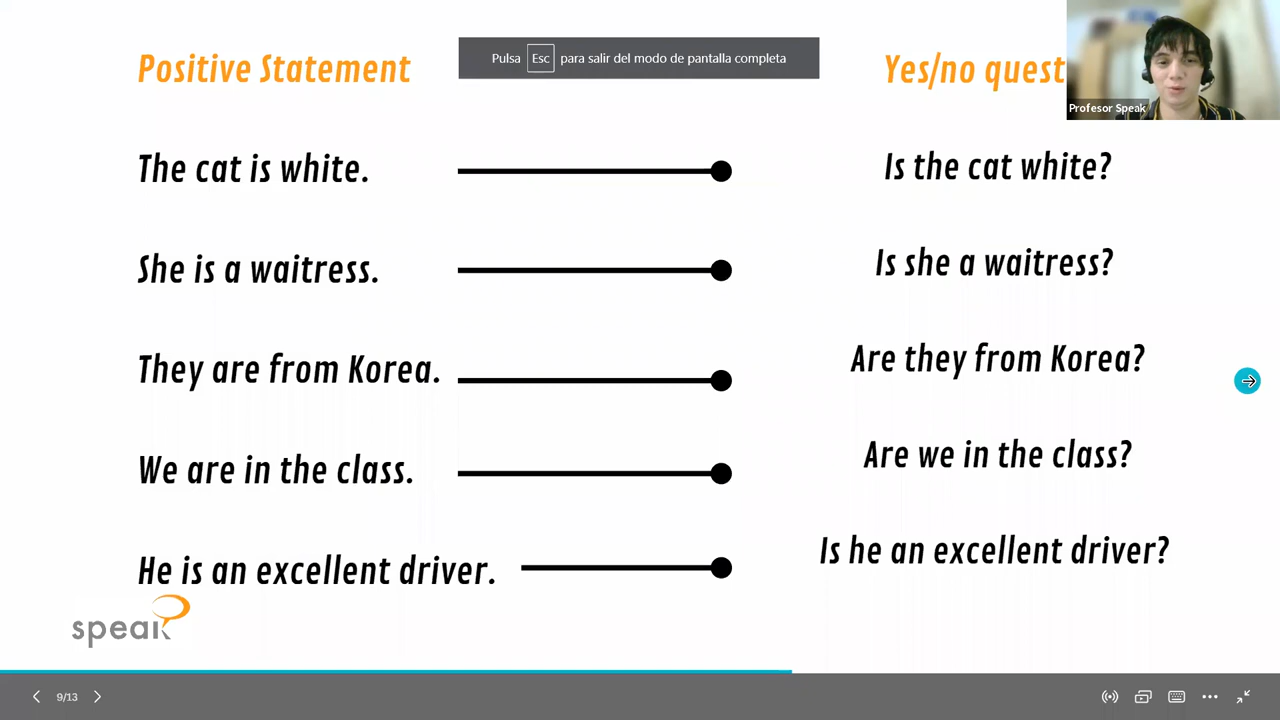 Positive Statement
Pulsa Esc para salir del modo de pantalla completa
Yes/no quest
Profesor Speak
The cat is white.
Is the cat white?
She is a waitress.
Is she a waitress?
They are from Korea.
Are they from Korea?
We are in the class.
Are we in the class?
He is an excellent driver.
Is he an excellent driver?
speak
9/13